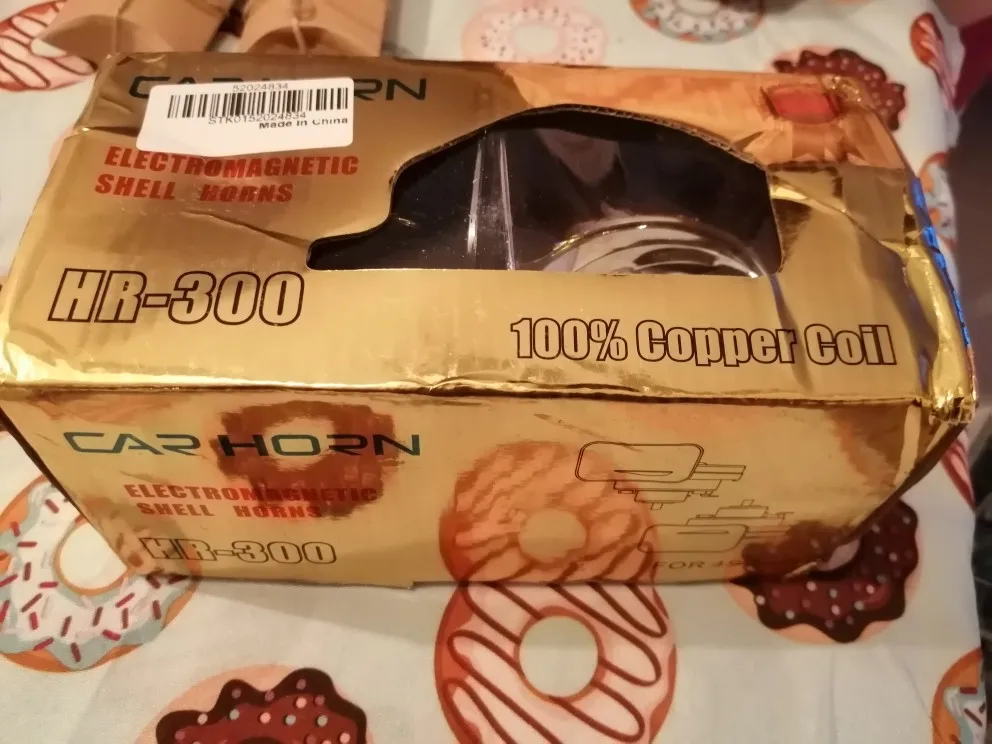 CAR HORN
52024834
STK0152024834
Made in China
ELECTROMAGNETIC
SHELL HORNS
HR-300
100% Copper Coil
CAR HORN
ELECTROMAGNETIC
SHELL HORNS
HR-300
FOR